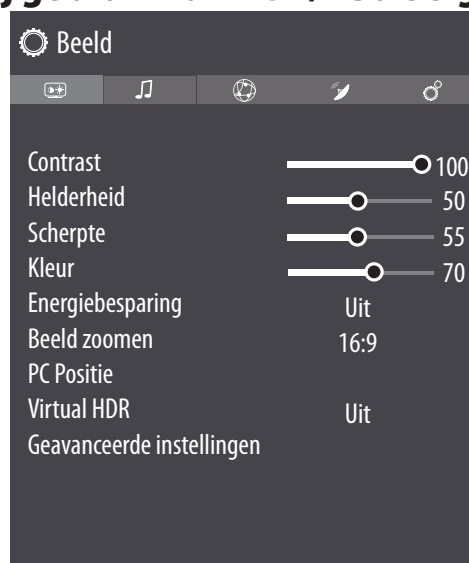 Beeld
Contrast 100
Helderheid 50
Scherpte 55
Kleur 70
Energiebesparing Uit
Beeld zoomen 16:9
PC Positie
Virtual HDR Uit
Geavanceerde instellingen